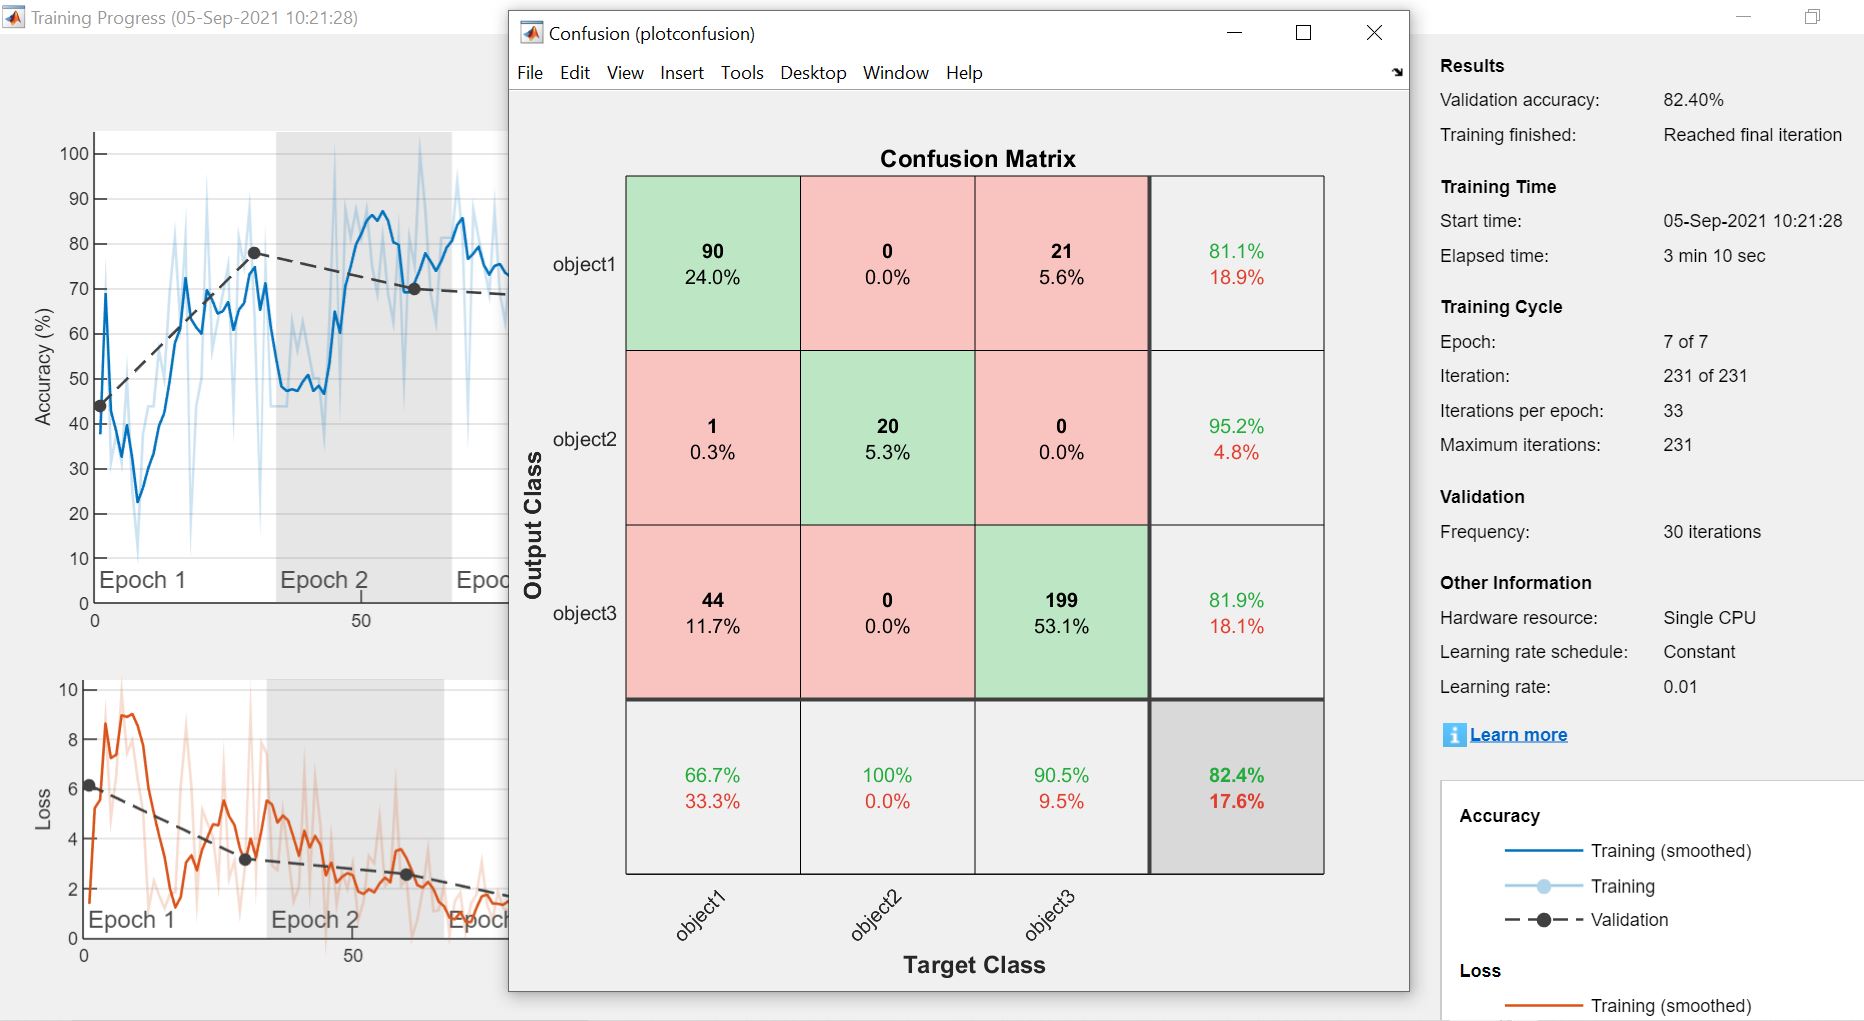 Training Progress (05-Sep-2021 10:21:28)
Accuracy (%)
100
90
80
70
60
50
40
30
20
10
0
Epoch 1
Epoch 2
Epoc
0
50
Loss
10
8
6
4
2
0
Epoch 1
Epoch 2
Epoch
0
50
Confusion (plotconfusion)
File Edit View Insert Tools Desktop Window Help
Confusion Matrix
Output Class
object1
90
24.0%
0
0.0%
21
5.6%
81.1%
18.9%
object2
1
0.3%
20
5.3%
0
0.0%
95.2%
4.8%
object3
44
11.7%
0
0.0%
199
53.1%
81.9%
18.1%
66.7%
33.3%
100%
0.0%
90.5%
9.5%
82.4%
17.6%
object1
object2
object3
Target Class
Results
Validation accuracy: 82.40%
Training finished: Reached final iteration
Training Time
Start time: 05-Sep-2021 10:21:28
Elapsed time: 3 min 10 sec
Training Cycle
Epoch: 7 of 7
Iteration: 231 of 231
Iterations per epoch: 33
Maximum iterations: 231
Validation
Frequency: 30 iterations
Other Information
Hardware resource: Single CPU
Learning rate schedule: Constant
Learning rate: 0.01
i Learn more
Accuracy
Training (smoothed)
Training
Validation
Loss
Training (smoothed)